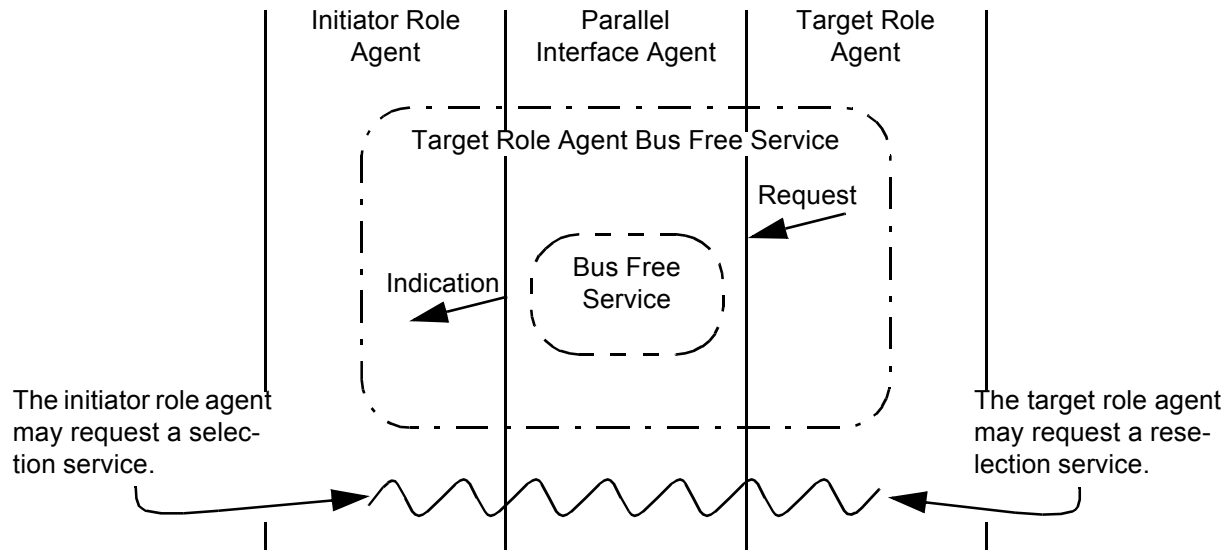 Initiator Role
Agent
Parallel
Interface Agent
Target Role
Agent
Target Role Agent Bus Free Service
Request
Bus Free
Service
Indication
The initiator role agent
may request a selec-
tion service.
The target role agent
may request a rese-
lection service.